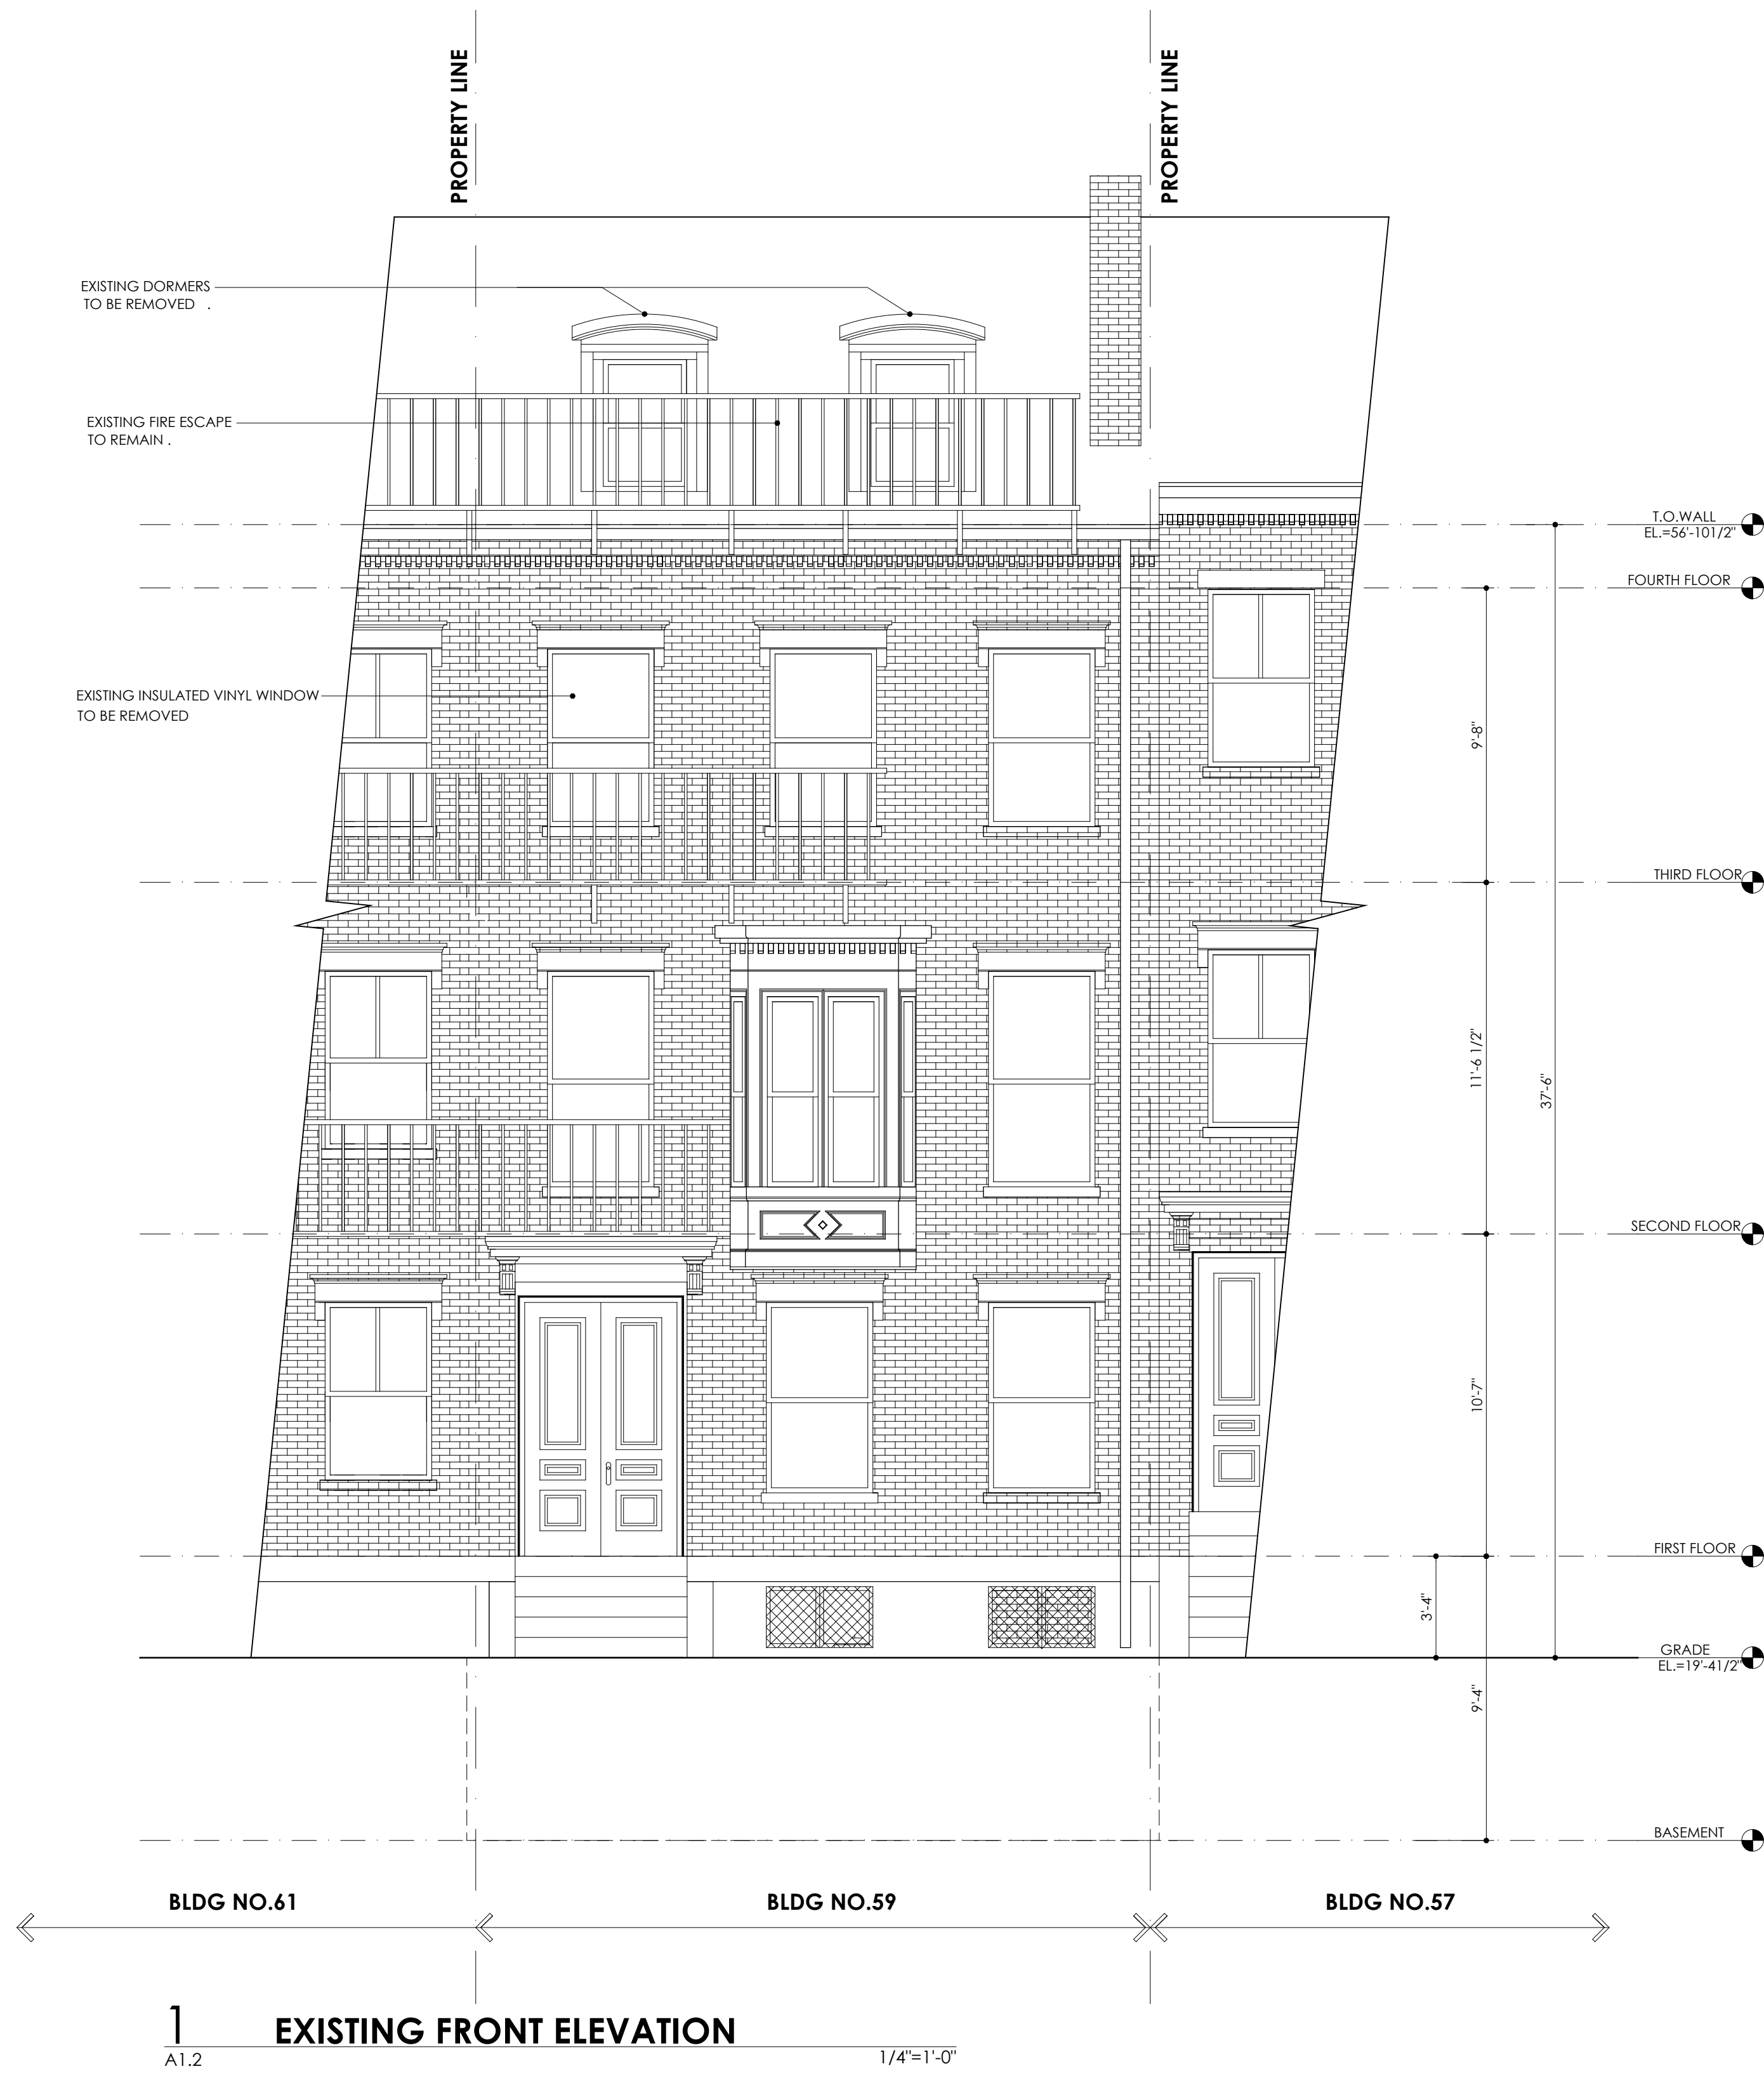 PROPERTY LINE
PROPERTY LINE
EXISTING DORMERS
TO BE REMOVED .
EXISTING FIRE ESCAPE
TO REMAIN .
T.O.WALL
EL.=56'-101/2"
FOURTH FLOOR
EXISTING INSULATED VINYL WINDOW
TO BE REMOVED
9'-8"
THIRD FLOOR
11'-6 1/2"
37'-6"
SECOND FLOOR
10'-7"
FIRST FLOOR
3'-4"
GRADE
EL.=19'-41/2"
9'-4"
BASEMENT
BLDG NO.61
BLDG NO.59
BLDG NO.57
1
EXISTING FRONT ELEVATION
A1.2
1/4"=1'-0"